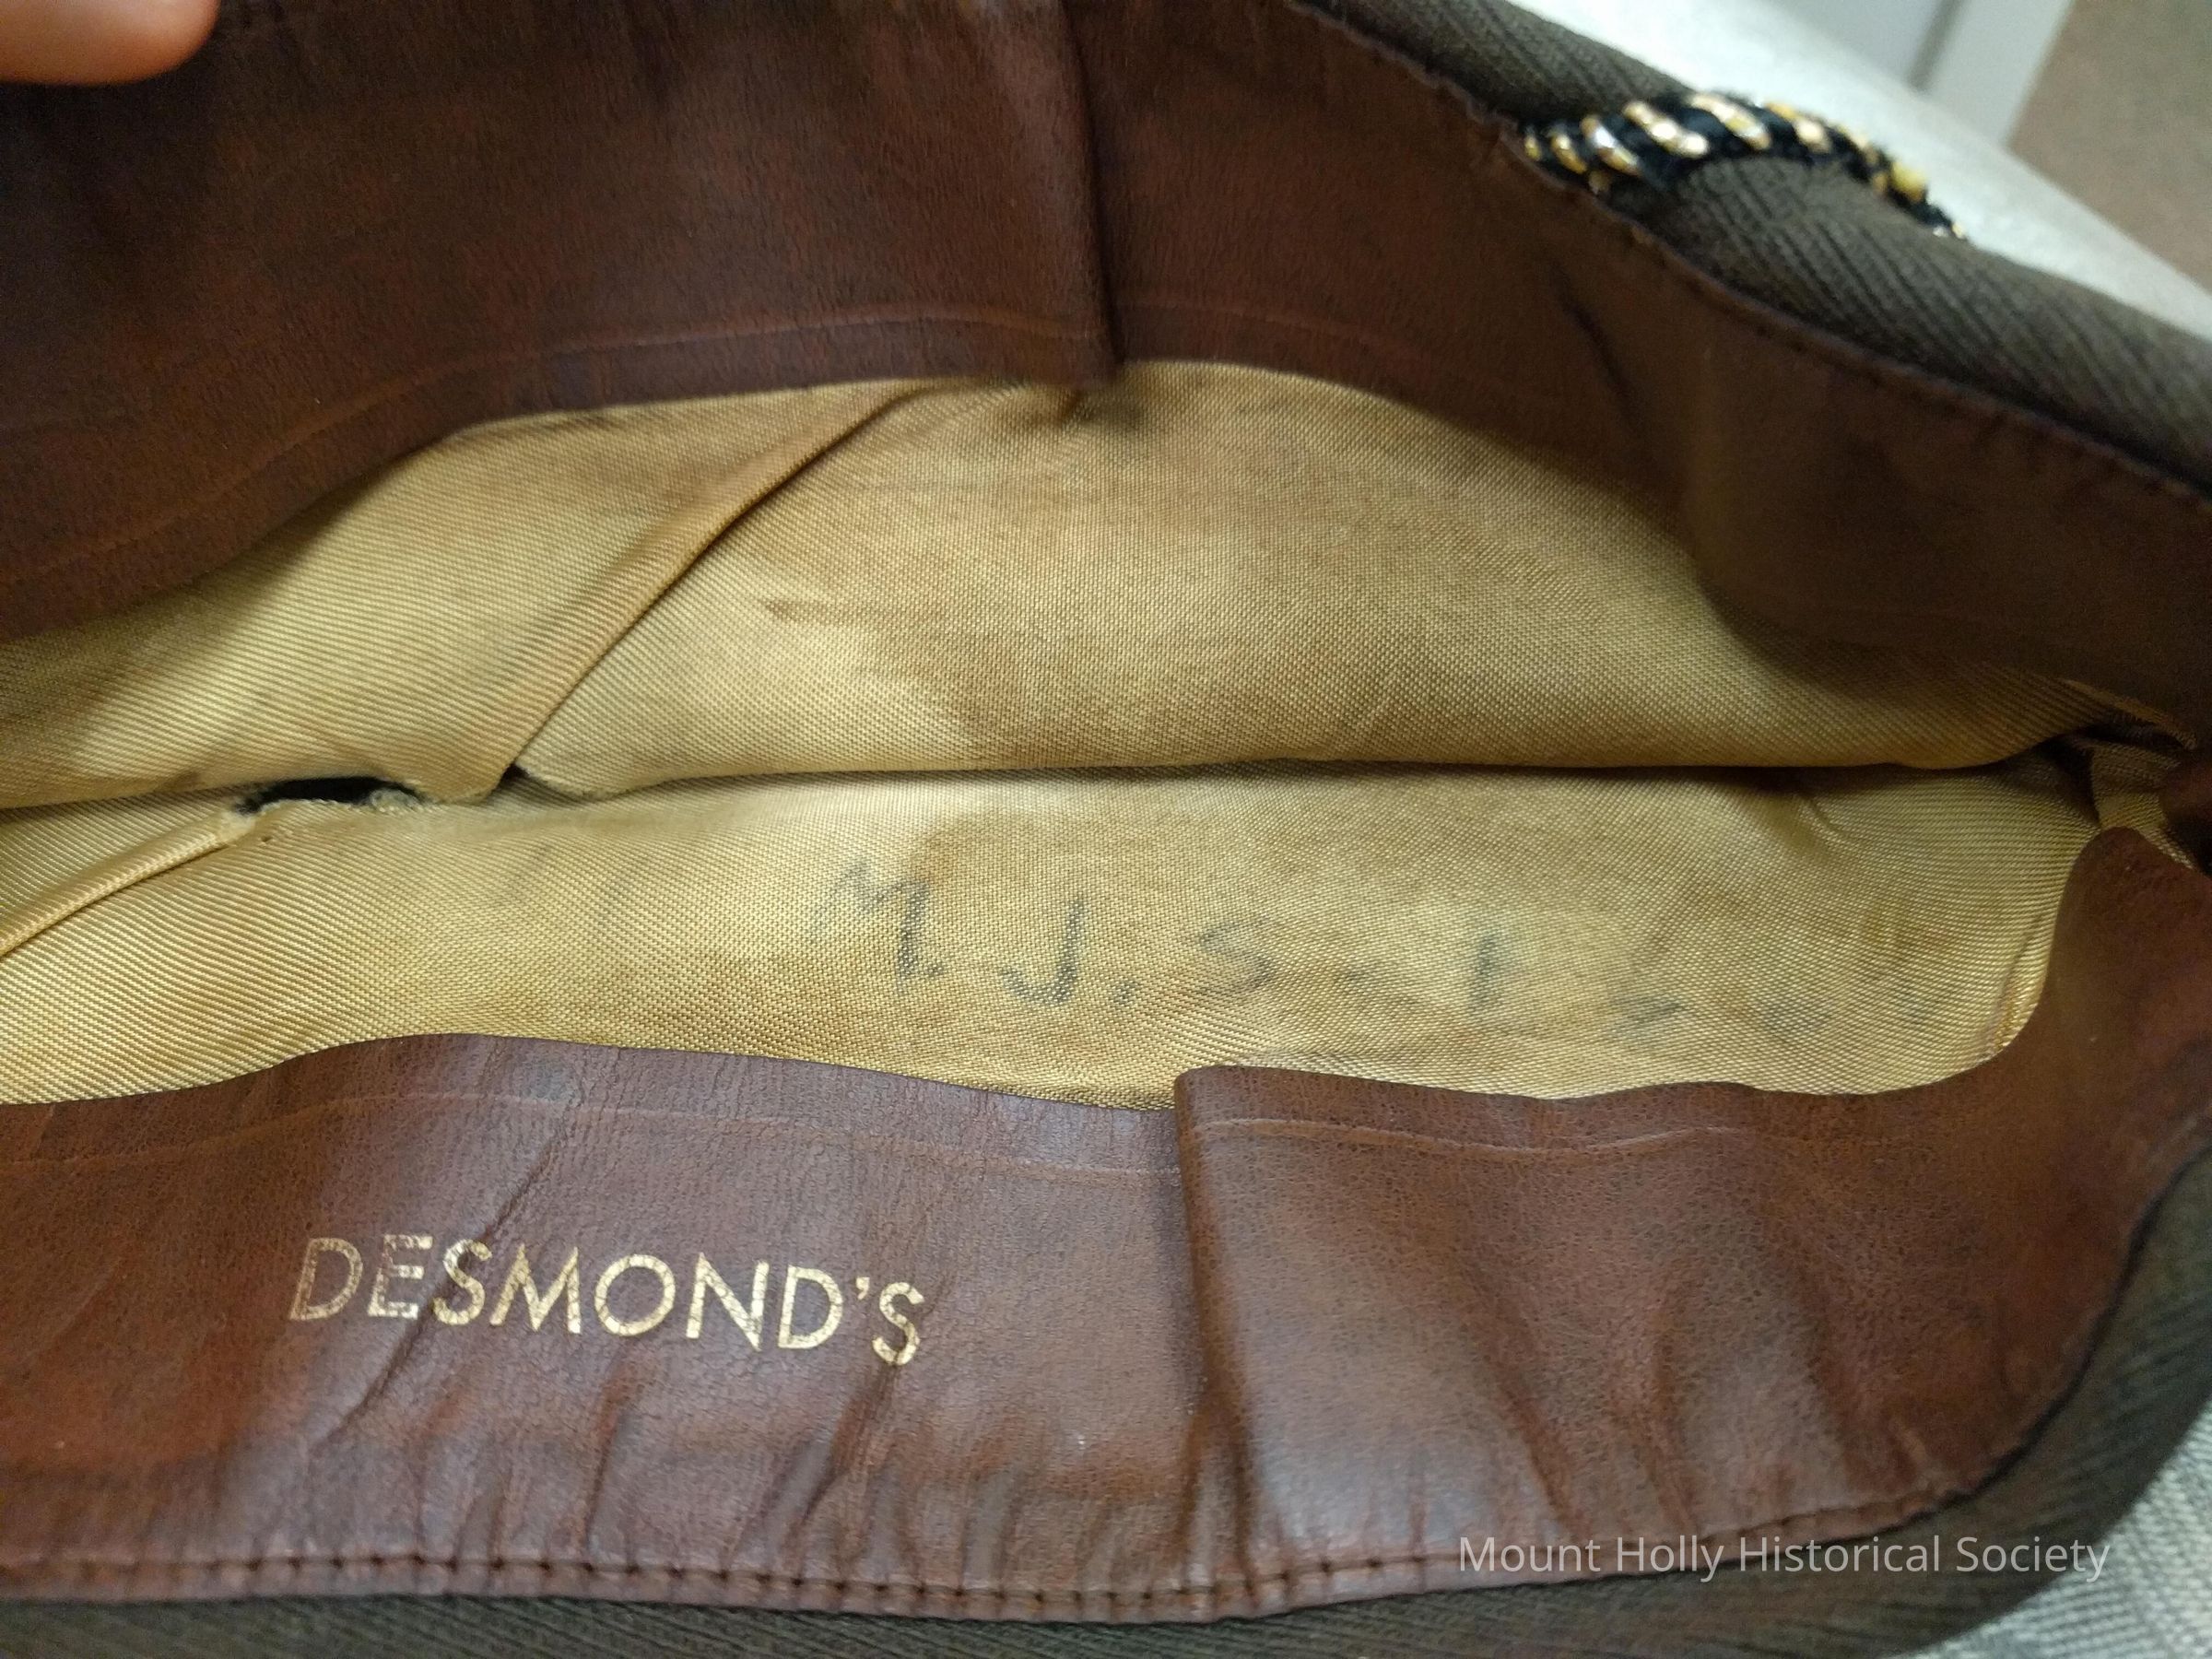 M J. S
DESMOND'S
Mount Holly Historical Society